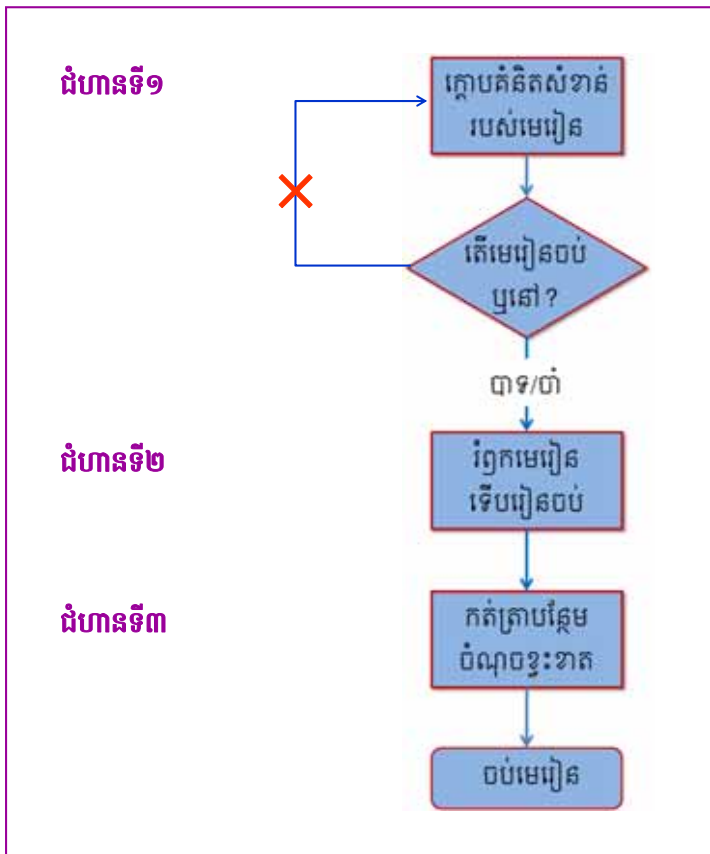 ជំហានទី១
ក្តោបគំនិតសំខាន់
របស់មេរៀន
តើមេរៀនចប់
ឬនៅ?
បាទ/ចាំ
ជំហានទី២
រំឭកមេរៀន
ទើបរៀនចប់
ជំហានទី៣
កត់ត្រាបន្ថែម
ចំណុចខ្វះខាត
ចប់មេរៀន